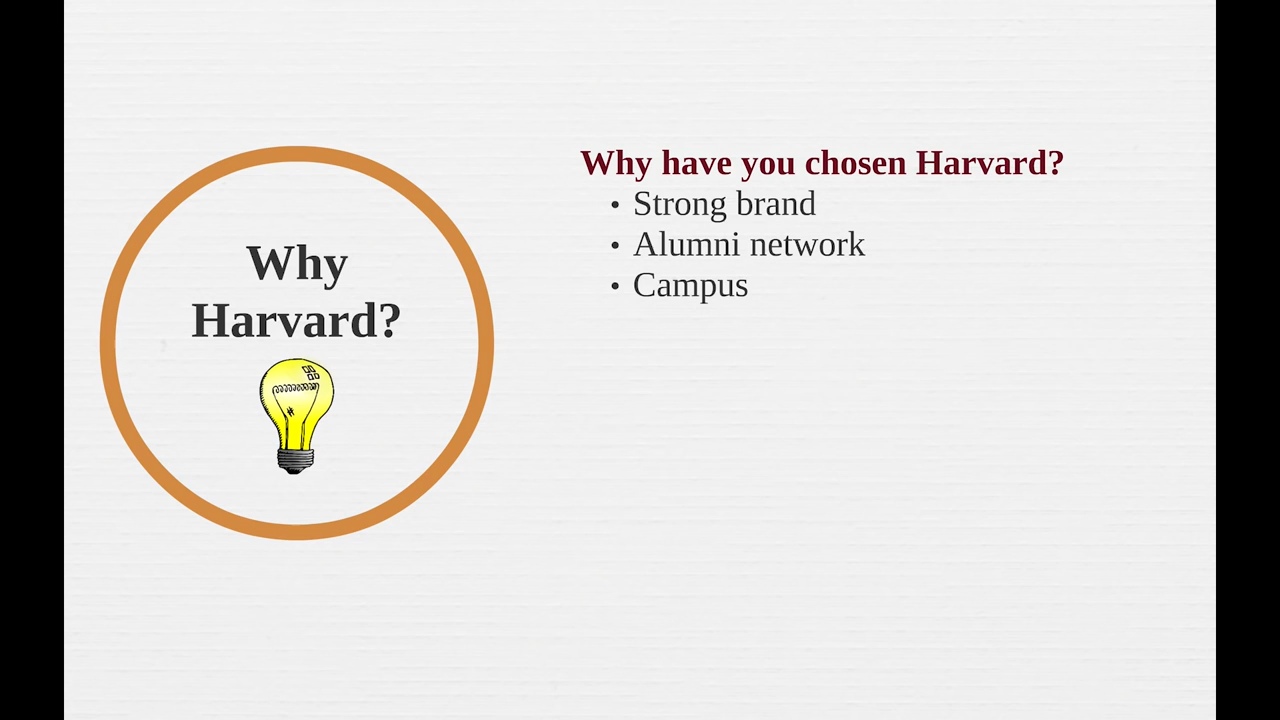 Why
Harvard?
Why have you chosen Harvard?
• Strong brand
• Alumni network
• Campus